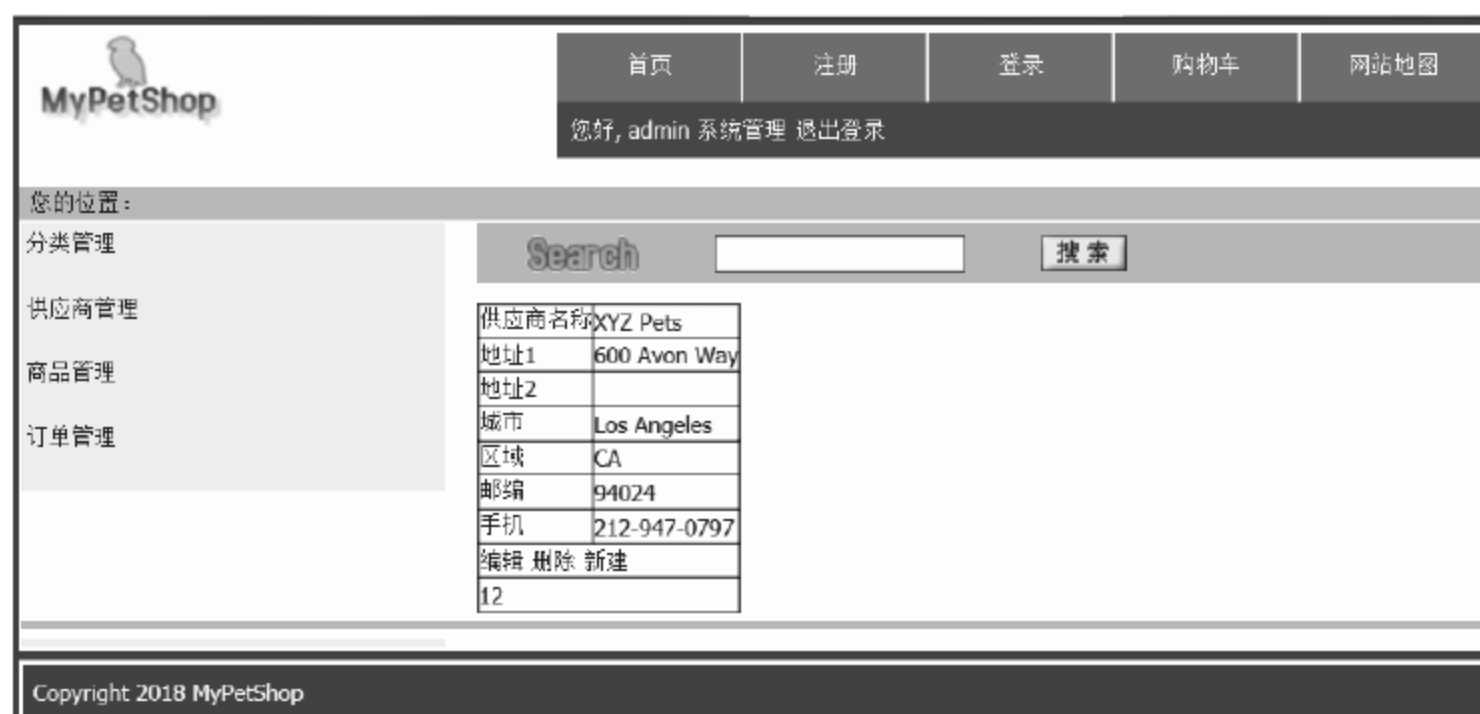 MyPetShop
首页 注册 登录 购物车 网站地图
您好, admin 系统管理 退出登录
您的位置：
分类管理
供应商管理
商品管理
订单管理
Search 搜索
供应商名称 XYZ Pets
地址1 600 Avon Way
地址2
城市 Los Angeles
区域 CA
邮编 94024
手机 212-947-0797
编辑 删除 新建
12
Copyright 2018 MyPetShop